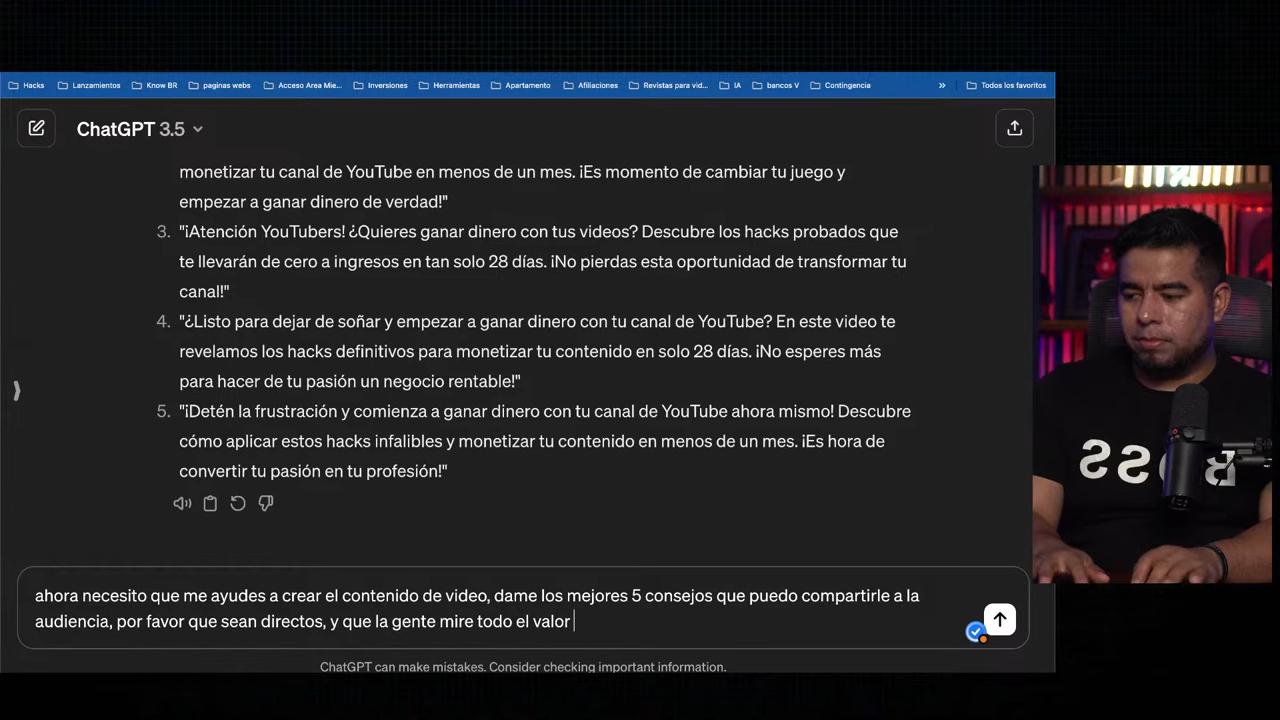 Hacks Lanzamientos Know BR paginas webs Acceso Area Mie... Inversiones Herramientas Apartamento Afiliaciones Revistas para vid... IA bancos V Contingencia » Todos los favoritos
ChatGPT 3.5
monetizar tu canal de YouTube en menos de un mes. ¡Es momento de cambiar tu juego y
empezar a ganar dinero de verdad!"
3. "¡Atención YouTubers! ¿Quieres ganar dinero con tus videos? Descubre los hacks probados que
te llevarán de cero a ingresos en tan solo 28 días. ¡No pierdas esta oportunidad de transformar tu
canal!"
4. "¿Listo para dejar de soñar y empezar a ganar dinero con tu canal de YouTube? En este video te
revelamos los hacks definitivos para monetizar tu contenido en solo 28 días. ¡No esperes más
para hacer de tu pasión un negocio rentable!"
5. "¡Detén la frustración y comienza a ganar dinero con tu canal de YouTube ahora mismo! Descubre
cómo aplicar estos hacks infalibles y monetizar tu contenido en menos de un mes. ¡Es hora de
convertir tu pasión en tu profesión!"
ahora necesito que me ayudes a crear el contenido de video, dame los mejores 5 consejos que puedo compartirle a la
audiencia, por favor que sean directos, y que la gente mire todo el valor
ChatGPT can make mistakes. Consider checking important information.
BOSS